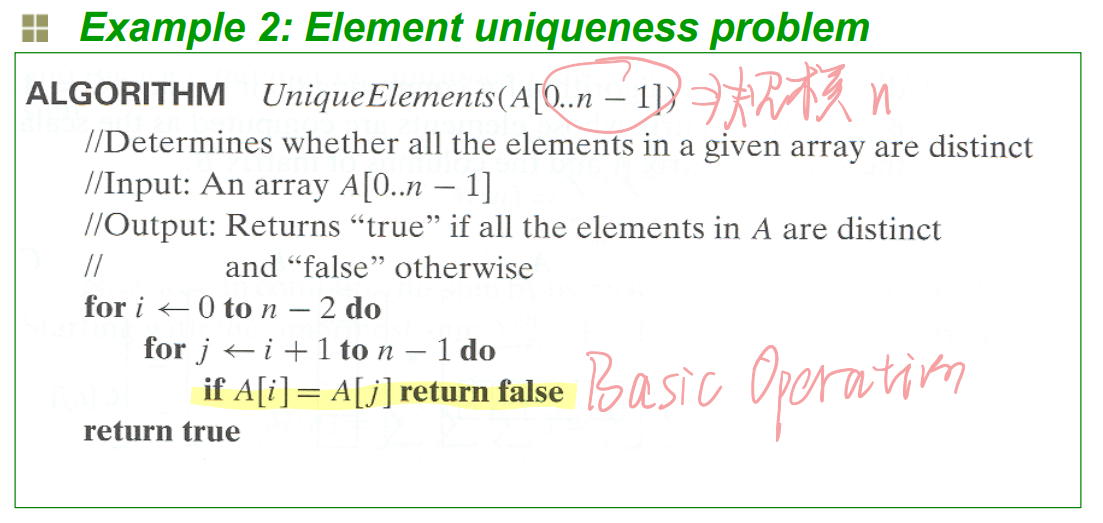 Example 2: Element uniqueness problem
ALGORITHM UniqueElements(A[0..n − 1]) ⇒规模 n
//Determines whether all the elements in a given array are distinct
//Input: An array A[0..n − 1]
//Output: Returns “true” if all the elements in A are distinct
// and “false” otherwise
for i ← 0 to n − 2 do
for j ← i + 1 to n − 1 do
if A[i] = A[j] return false Basic Operation
return true